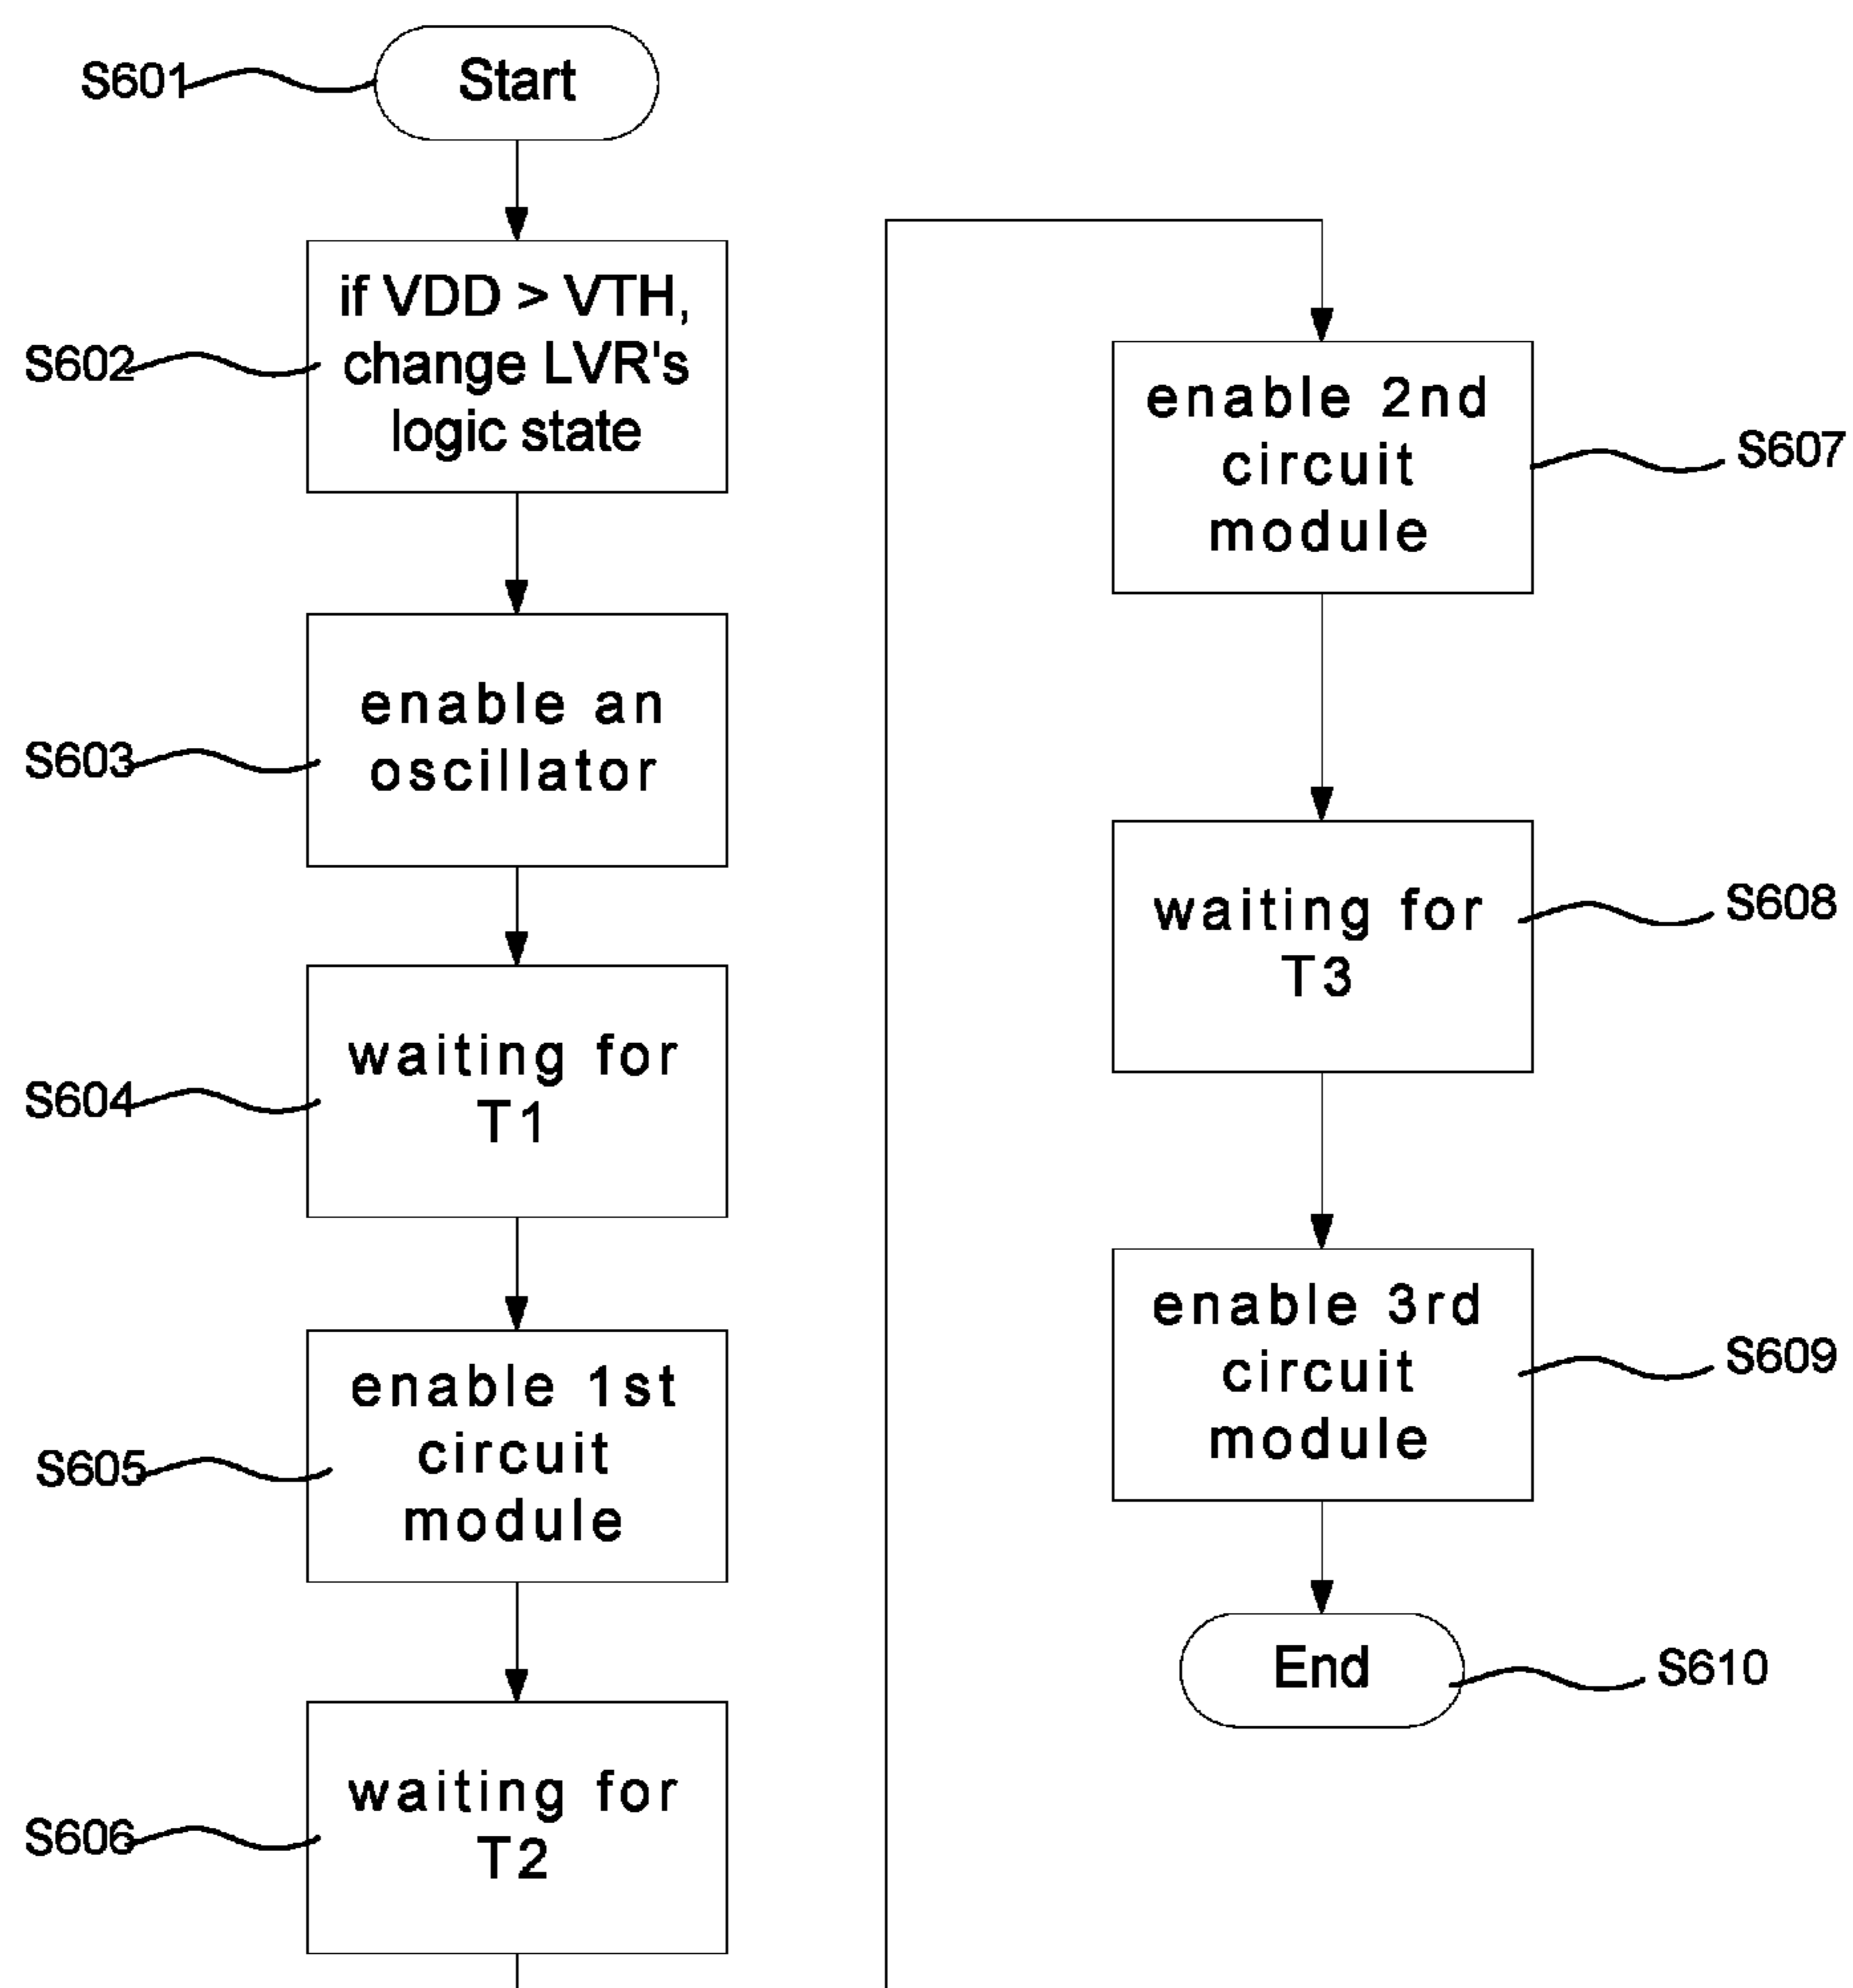 S601
Start
S602
if VDD > VTH,
change LVR's
logic state
S603
enable an
oscillator
S604
waiting for
T1
S605
enable 1st
circuit
module
S606
waiting for
T2
enable 2nd
circuit
module
S607
waiting for
T3
S608
enable 3rd
circuit
module
S609
End
S610